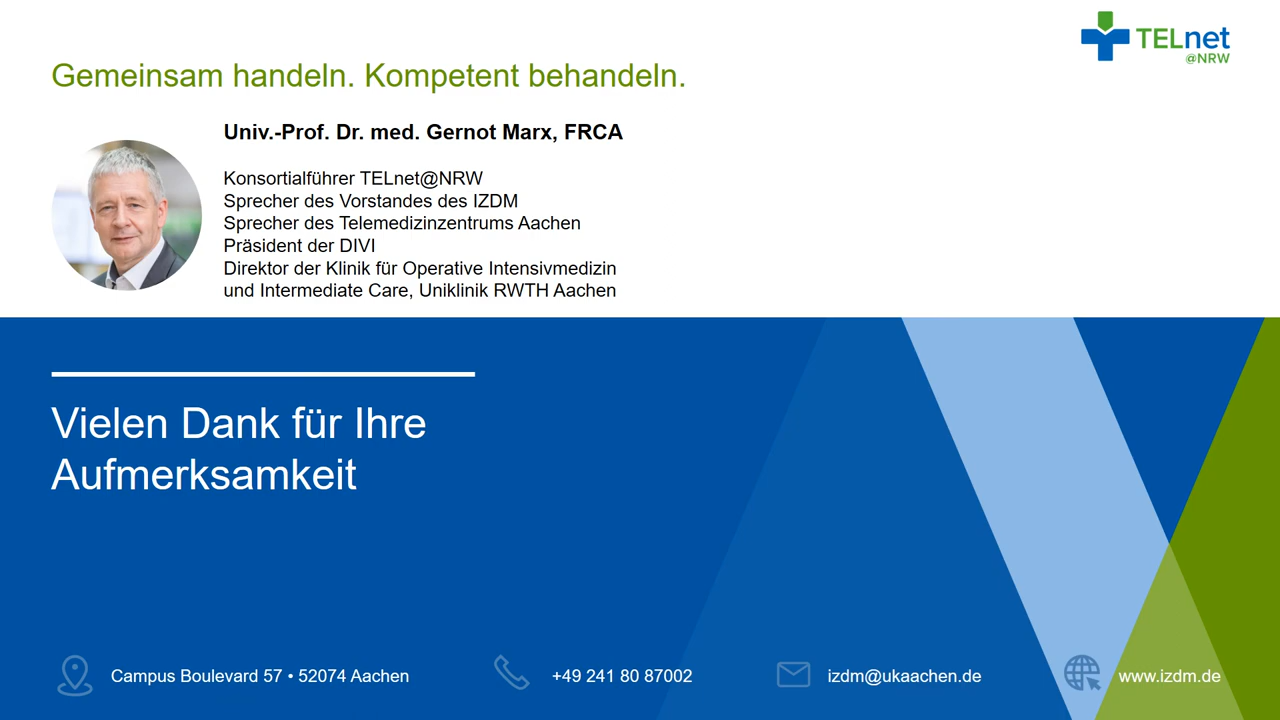 TELnet
@NRW
Gemeinsam handeln. Kompetent behandeln.
Univ.-Prof. Dr. med. Gernot Marx, FRCA
Konsortialführer TELnet@NRW
Sprecher des Vorstandes des IZDM
Sprecher des Telemedizinzentrums Aachen
Präsident der DIVI
Direktor der Klinik für Operative Intensivmedizin
und Intermediate Care, Uniklinik RWTH Aachen
Vielen Dank für Ihre
Aufmerksamkeit
Campus Boulevard 57 • 52074 Aachen
+49 241 80 87002
izdm@ukaachen.de
www.izdm.de